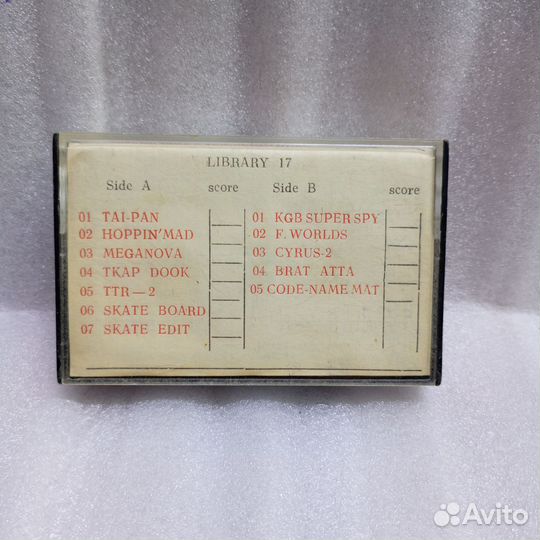 LIBRARY 17
Side A score Side B score
01 TAI-PAN
02 HOPPIN'MAD
03 MEGANOVA
04 TKAP DOOK
05 TTR—2
06 SKATE BOARD
07 SKATE EDIT
01 KGB SUPER SPY
02 F. WORLDS
03 CYRUS-2
04 BRAT ATTA
05 CODE-NAME MAT
Avito